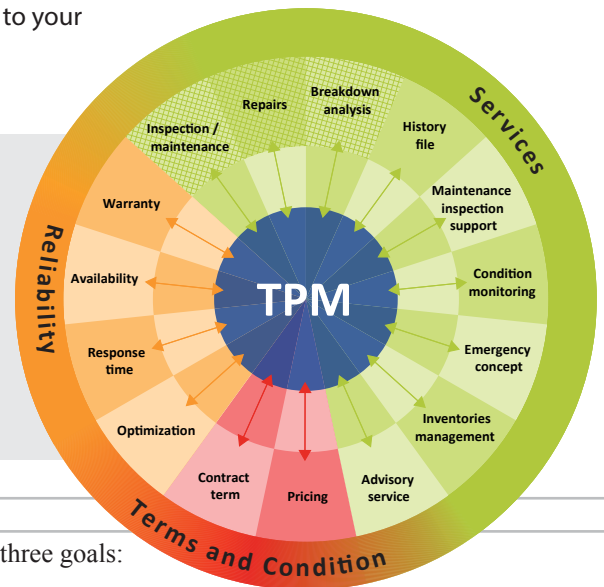 to your
Services
Repairs
Breakdown
analysis
Inspection /
maintenance
History
file
Warranty
Maintenance
inspection
support
Reliability
Availability
Condition
monitoring
TPM
Response
time
Emergency
concept
Optimization
Inventories
management
Contract
term
Pricing
Advisory
service
Terms and Condition
three goals: